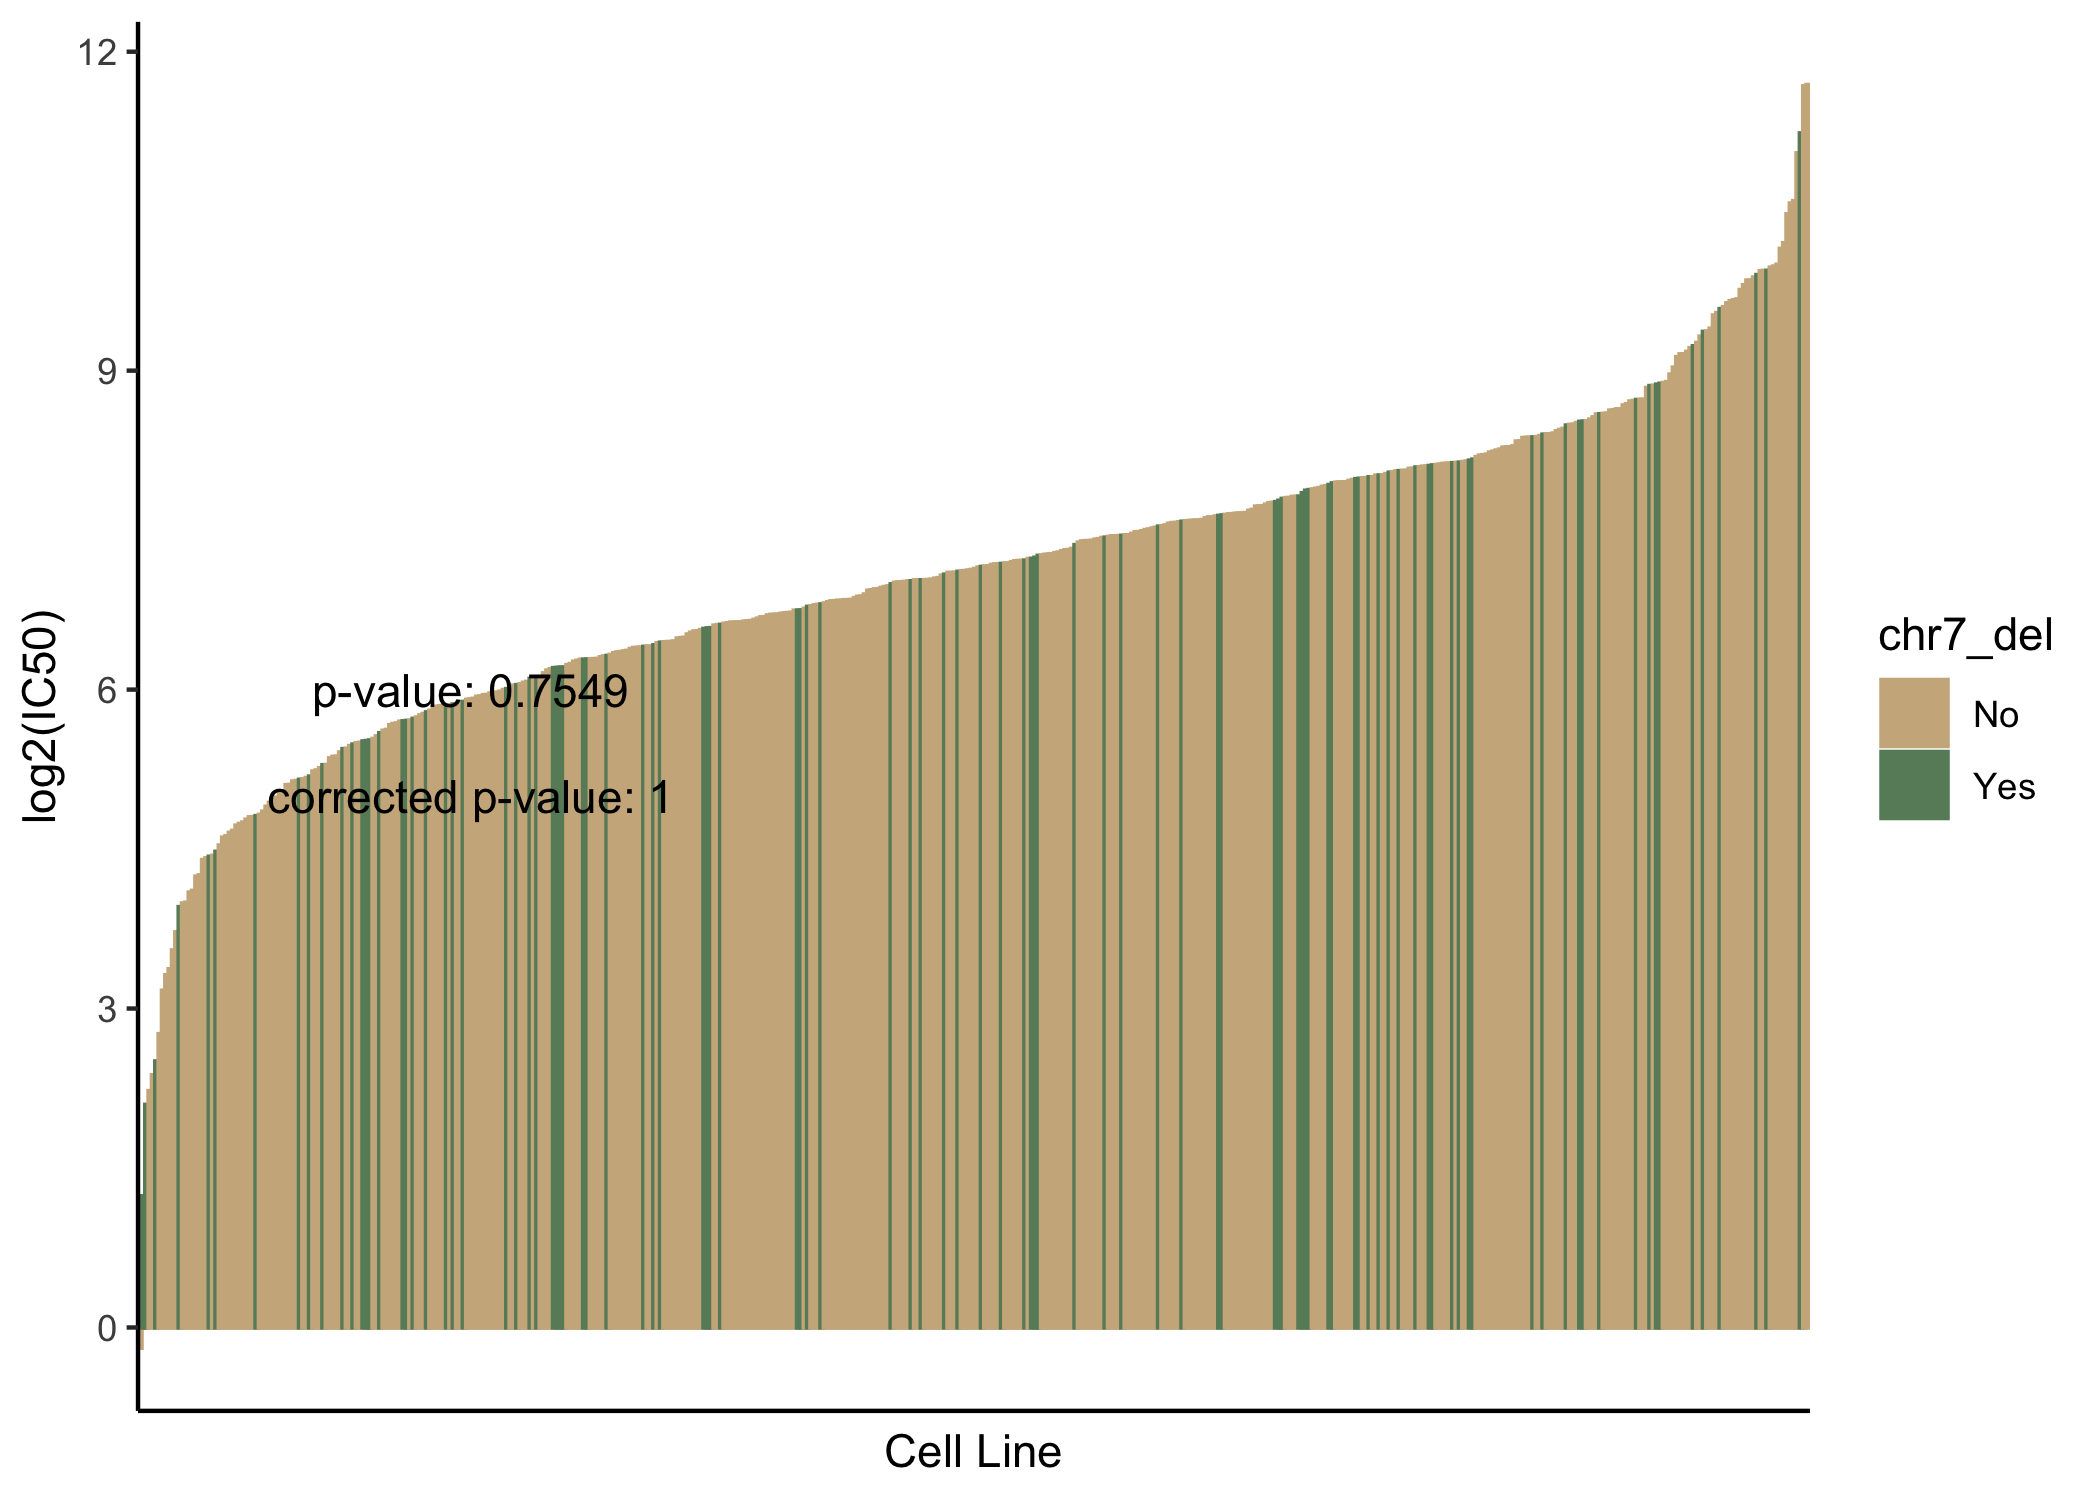 12
9
6
3
0
log2(IC50)
p-value: 0.7549
corrected p-value: 1
Cell Line
chr7_del
No
Yes